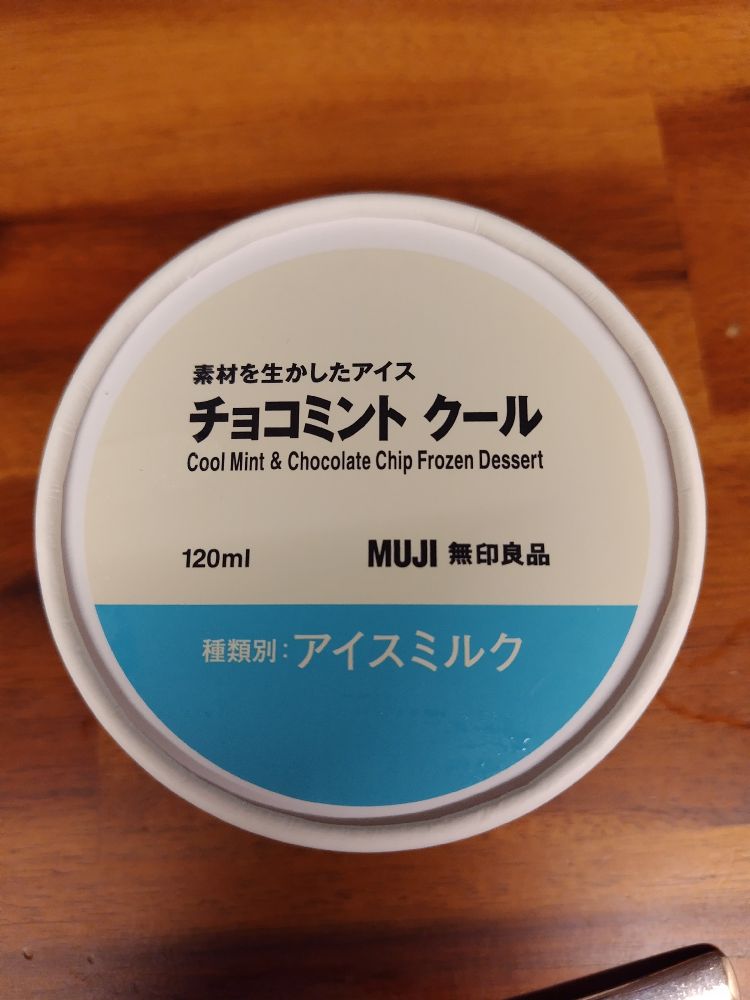 素材を生かしたアイス
チョコミント クール
Cool Mint & Chocolate Chip Frozen Dessert
120ml MUJI 無印良品
種類別:アイスミルク